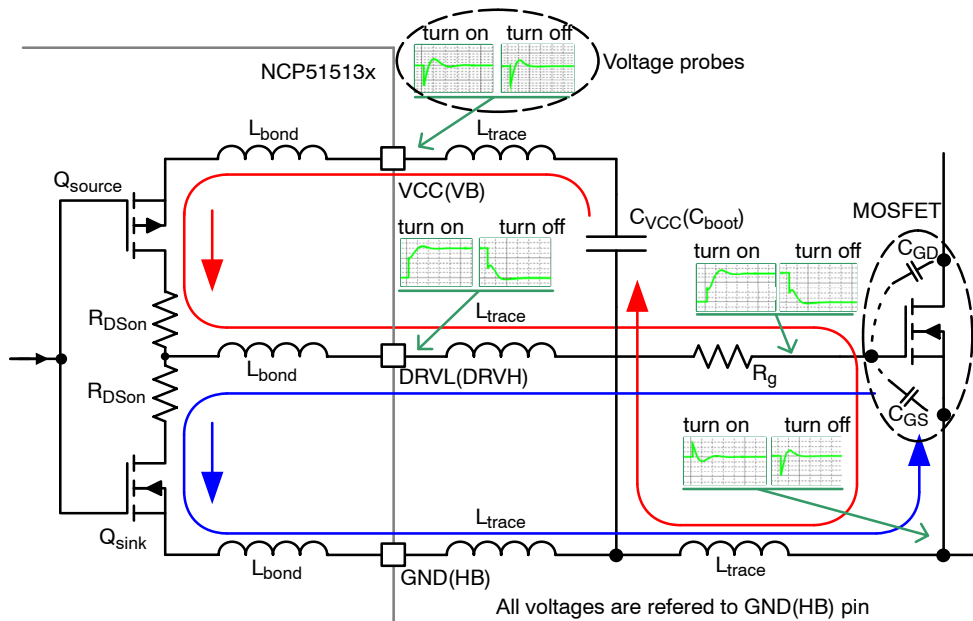 turn on turn off
NCP51513x
Voltage probes
Lbond
Ltrace
Qsource
VCC(VB)
CVCC(Cboot)
MOSFET
turn on turn off
turn on turn off
CGD
RDSon
Ltrace
Lbond
DRVL(DRVH)
Rg
RDSon
CGS
turn on turn off
Qsink
Ltrace
Lbond
GND(HB)
Ltrace
All voltages are refered to GND(HB) pin